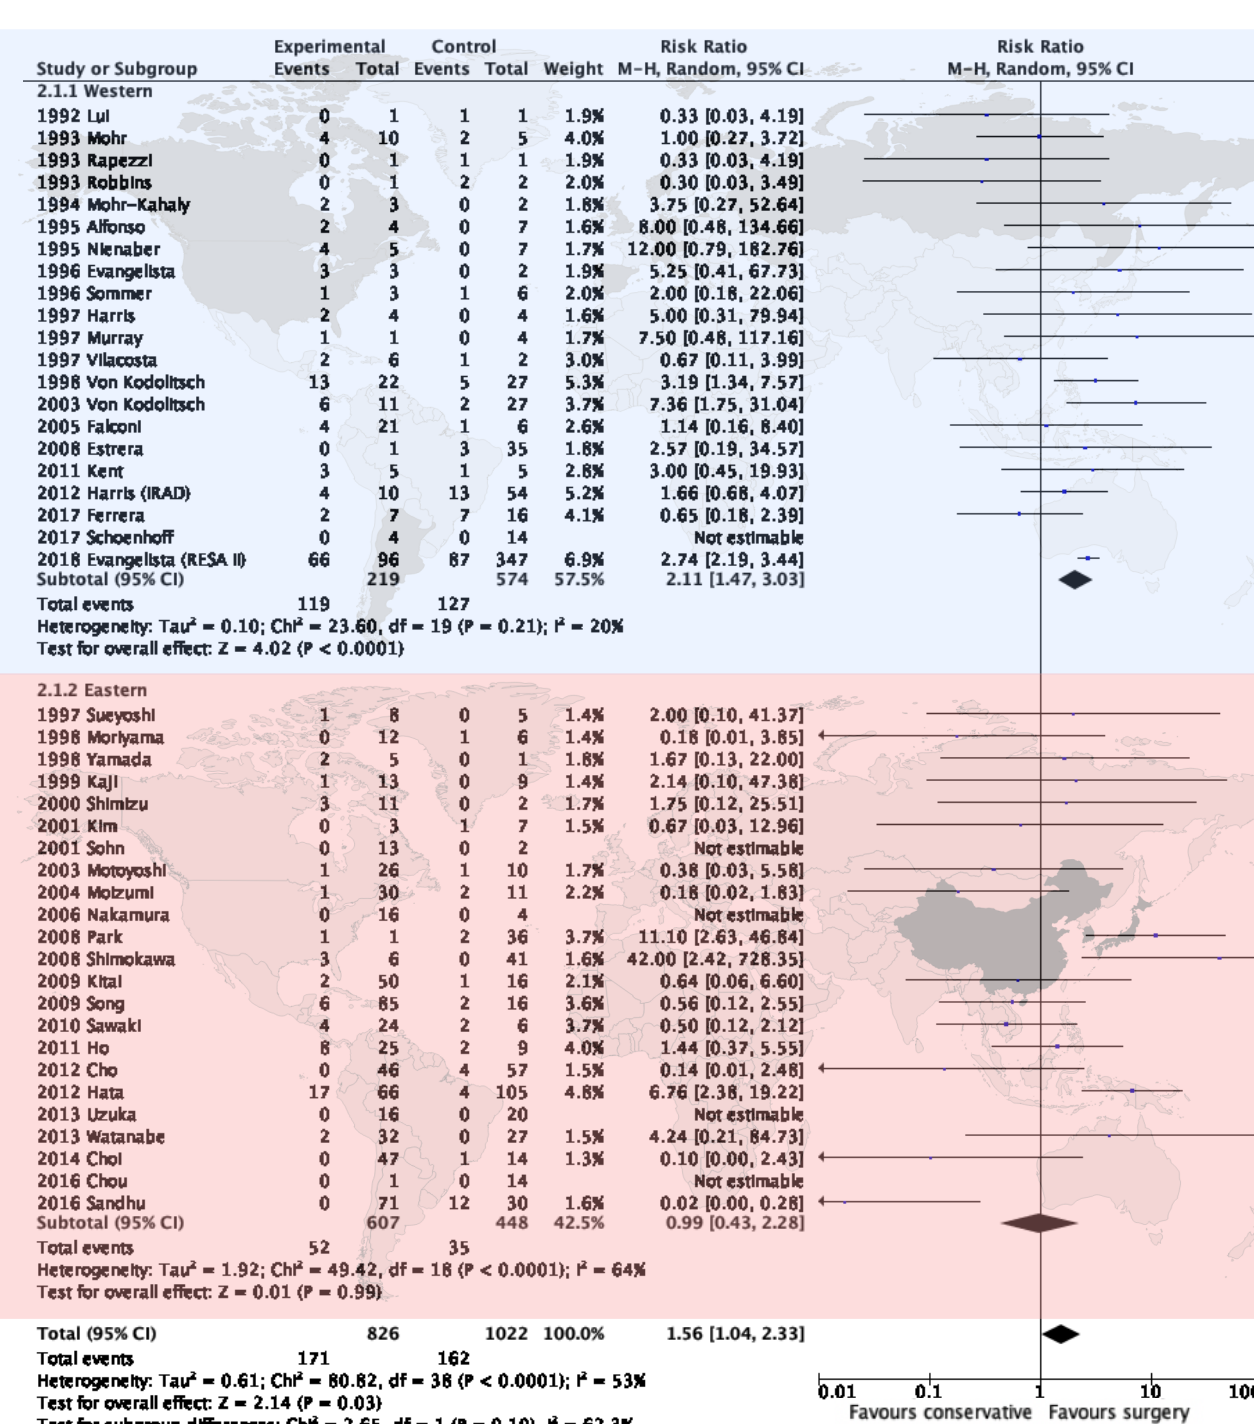 Experimental Control Risk Ratio Risk Ratio
Study or Subgroup Events Total Events Total Weight M-H, Random, 95% CI M-H, Random, 95% CI
2.1.1 Western
1992 Lui 0 1 1 1 1.9% 0.33 [0.03, 4.19]
1993 Mohr 4 10 2 5 4.0% 1.00 [0.27, 3.72]
1993 Rapezzi 0 1 1 1 1.9% 0.33 [0.03, 4.19]
1993 Robbins 0 1 2 2 2.0% 0.30 [0.03, 3.49]
1994 Mohr-Kahaly 2 3 0 2 1.8% 3.75 [0.27, 52.64]
1995 Alfonso 2 4 0 7 1.6% 8.00 [0.48, 134.66]
1995 Nienaber 4 5 0 7 1.7% 12.00 [0.79, 182.76]
1996 Evangelista 3 3 0 2 1.9% 5.25 [0.41, 67.73]
1996 Sommer 1 3 1 6 2.0% 2.00 [0.18, 22.06]
1997 Harris 2 4 0 4 1.6% 5.00 [0.31, 79.94]
1997 Murray 1 1 0 4 1.7% 7.50 [0.48, 117.16]
1997 Vilacosta 2 6 1 2 3.0% 0.67 [0.11, 3.99]
1998 Von Kodolitsch 13 22 5 27 5.3% 3.19 [1.34, 7.57]
2003 Von Kodolitsch 6 11 2 27 3.7% 7.36 [1.75, 31.04]
2005 Falconi 4 21 1 6 2.6% 1.14 [0.16, 8.40]
2008 Estrera 0 1 3 35 1.8% 2.57 [0.19, 34.57]
2011 Kent 3 5 1 5 2.8% 3.00 [0.45, 19.93]
2012 Harris (IRAD) 4 10 13 54 5.2% 1.66 [0.68, 4.07]
2017 Ferrera 2 7 7 16 4.1% 0.65 [0.18, 2.39]
2017 Schoenhoff 0 4 0 14 Not estimable
2018 Evangelista (RESA II) 66 96 87 347 6.9% 2.74 [2.19, 3.44]
Subtotal (95% CI) 219 574 57.5% 2.11 [1.47, 3.03]
Total events 119 127
Heterogeneity: Tau² = 0.10; Chi² = 23.60, df = 19 (P = 0.21); I² = 20%
Test for overall effect: Z = 4.02 (P < 0.0001)
2.1.2 Eastern
1997 Sueyoshi 1 8 0 5 1.4% 2.00 [0.10, 41.37]
1998 Moriyama 0 12 1 6 1.4% 0.18 [0.01, 3.85]
1998 Yamada 2 5 0 1 1.8% 1.67 [0.13, 22.00]
1999 Kaji 1 13 0 9 1.4% 2.14 [0.10, 47.38]
2000 Shimizu 3 11 0 2 1.7% 1.75 [0.12, 25.51]
2001 Kim 0 3 1 7 1.5% 0.67 [0.03, 12.96]
2001 Sohn 0 13 0 2 Not estimable
2003 Motoyoshi 1 26 1 10 1.7% 0.38 [0.03, 5.58]
2004 Moizumi 1 30 2 11 2.2% 0.18 [0.02, 1.83]
2006 Nakamura 0 16 0 4 Not estimable
2008 Park 1 1 2 36 3.7% 11.10 [2.63, 46.84]
2008 Shimokawa 3 6 0 41 1.6% 42.00 [2.42, 728.35]
2009 Kitai 2 50 1 16 2.1% 0.64 [0.06, 6.60]
2009 Song 6 85 2 16 3.6% 0.56 [0.12, 2.55]
2010 Sawaki 4 24 2 6 3.7% 0.50 [0.12, 2.12]
2011 Ho 8 25 2 9 4.0% 1.44 [0.37, 5.55]
2012 Cho 0 46 4 57 1.5% 0.14 [0.01, 2.48]
2012 Hata 17 66 4 105 4.8% 6.76 [2.38, 19.22]
2013 Uzuka 0 16 0 20 Not estimable
2013 Watanabe 2 32 0 27 1.5% 4.24 [0.21, 84.73]
2014 Choi 0 47 1 14 1.3% 0.10 [0.00, 2.43]
2016 Chou 0 1 0 14 Not estimable
2016 Sandhu 0 71 12 30 1.6% 0.02 [0.00, 0.28]
Subtotal (95% CI) 607 448 42.5% 0.99 [0.43, 2.28]
Total events 52 35
Heterogeneity: Tau² = 1.92; Chi² = 49.42, df = 18 (P < 0.0001); I² = 64%
Test for overall effect: Z = 0.01 (P = 0.99)
Total (95% CI) 826 1022 100.0% 1.56 [1.04, 2.33]
Total events 171 162
Heterogeneity: Tau² = 0.61; Chi² = 80.82, df = 38 (P < 0.0001); I² = 53%
Test for overall effect: Z = 2.14 (P = 0.03)
Test for subgroup differences: Chi² = 2.65, df = 1 (P = 0.10), I² = 62.3%
0.01 0.1 1 10 100
Favours conservative Favours surgery